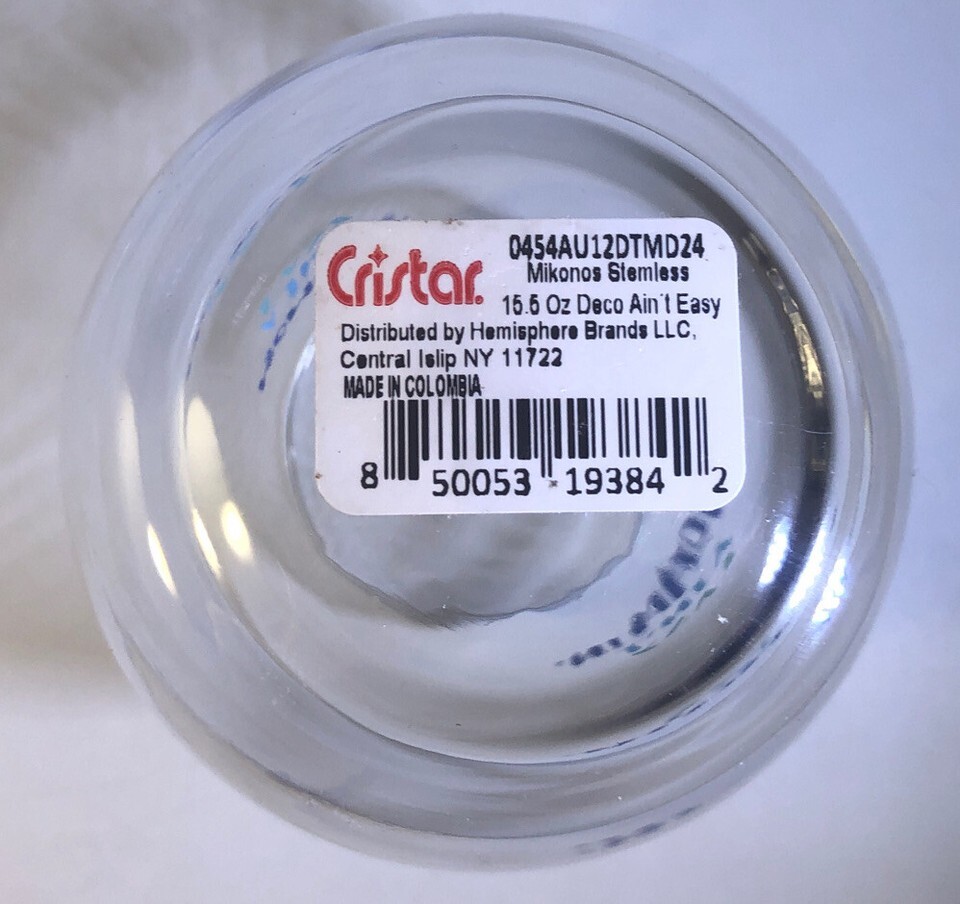 Cristar.
0454AU12DTMD24
Mikonos Stemless
15.5 Oz Deco Ain't Easy
Distributed by Hemisphere Brands LLC,
Central Islip NY 11722
MADE IN COLOMBIA
8 50053 19384 2